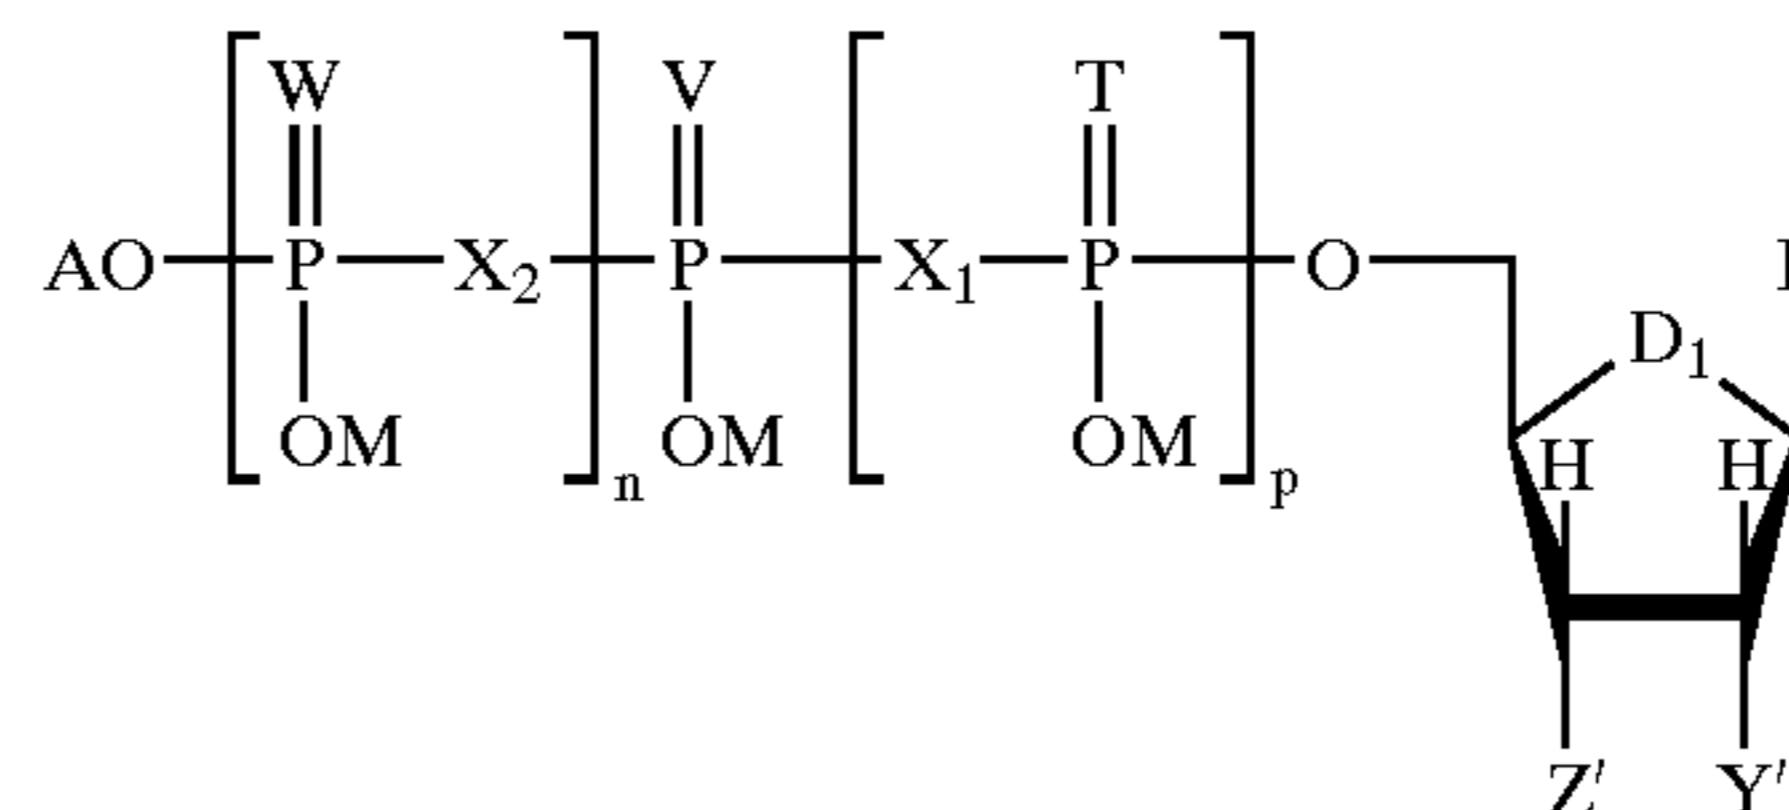 W V T
AO P X2 P X1 P O
D1
OM OM OM H H
n p
Z' Y'